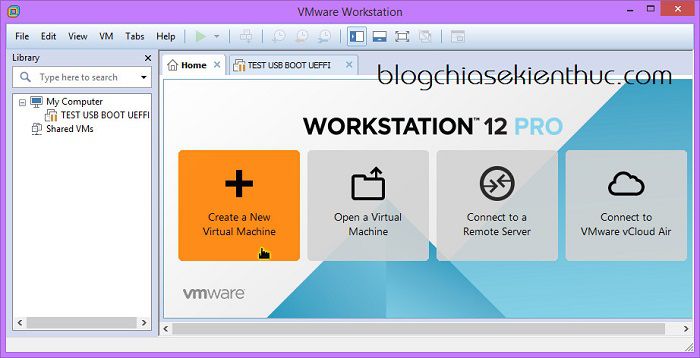 VMware Workstation
File Edit View VM Tabs Help
Library
Type here to search
My Computer
TEST USB BOOT UEFFI
Shared VMs
Home
TEST USB BOOT UEFFI
blogchiasekienthuc.com
WORKSTATION™ 12 PRO
Create a New
Virtual Machine
Open a Virtual
Machine
Connect to a
Remote Server
Connect to
VMware vCloud Air
vmware